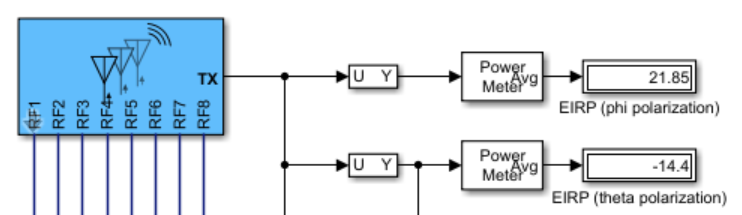 TX
RF1 RF2 RF3 RF4 RF5 RF6 RF7 RF8
U Y
Power
Meter
Avg
21.85
EIRP (phi polarization)
U Y
Power
Meter
Avg
-14.4
EIRP (theta polarization)